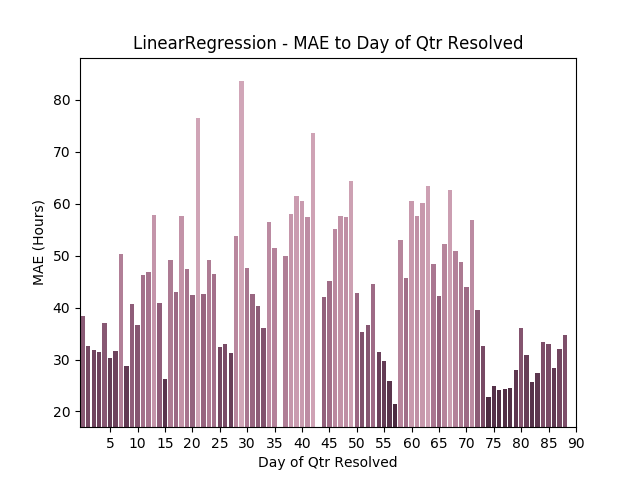 LinearRegression - MAE to Day of Qtr Resolved
80
70
60
50
40
30
20
MAE (Hours)
5 10 15 20 25 30 35 40 45 50 55 60 65 70 75 80 85 90
Day of Qtr Resolved